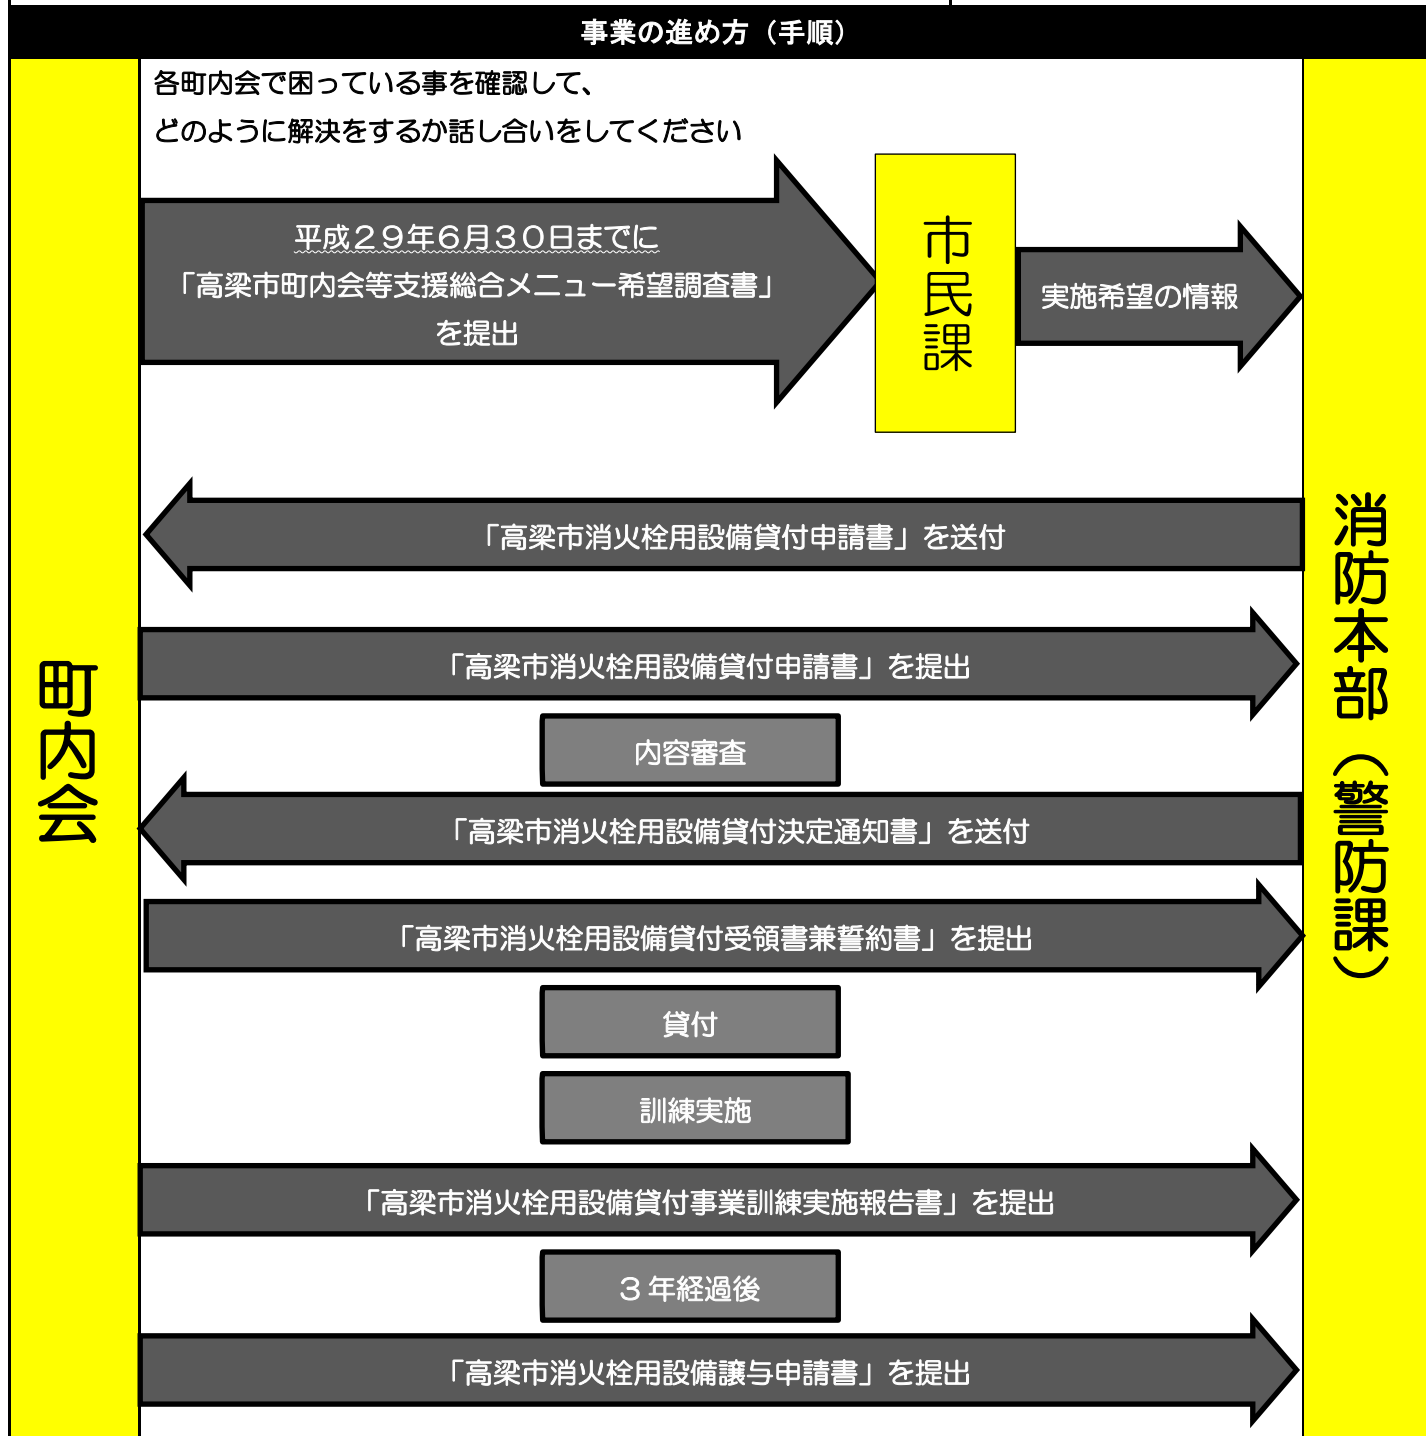 事業の進め方（手順）
各町内会で困っている事を確認して、
どのように解決をするか話し合いをしてください
平成２９年６月３０日までに
「高梁市町内会等支援総合メニュー希望調査書」
を提出
市民課
実施希望の情報
「高梁市消火栓用設備貸付申請書」を送付
「高梁市消火栓用設備貸付申請書」を提出
内容審査
「高梁市消火栓用設備貸付決定通知書」を送付
「高梁市消火栓用設備貸付受領書兼誓約書」を提出
貸付
訓練実施
「高梁市消火栓用設備貸付事業訓練実施報告書」を提出
３年経過後
「高梁市消火栓用設備譲与申請書」を提出
町内会
消防本部（警防課）